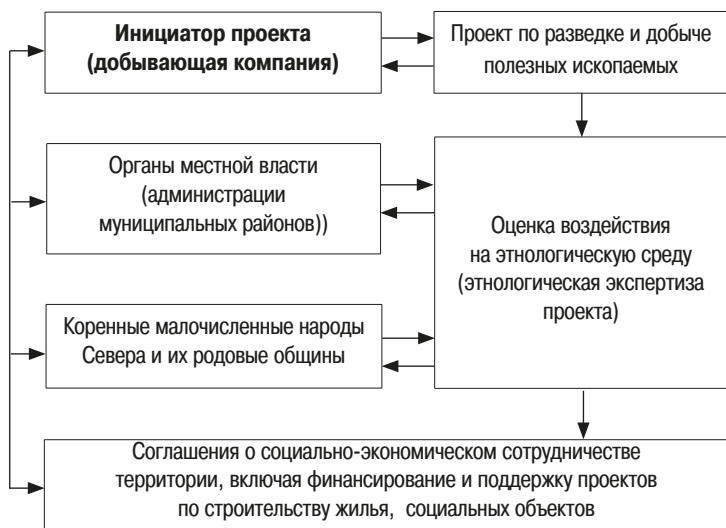 Инициатор проекта
(добывающая компания)
Проект по разведке и добыче
полезных ископаемых
Органы местной власти
(администрации
муниципальных районов))
Оценка воздействия
на этнологическую среду
(этнологическая экспертиза
проекта)
Коренные малочисленные народы
Севера и их родовые общины
Соглашения о социально-экономическом сотрудничестве
территории, включая финансирование и поддержку проектов
по строительству жилья, социальных объектов